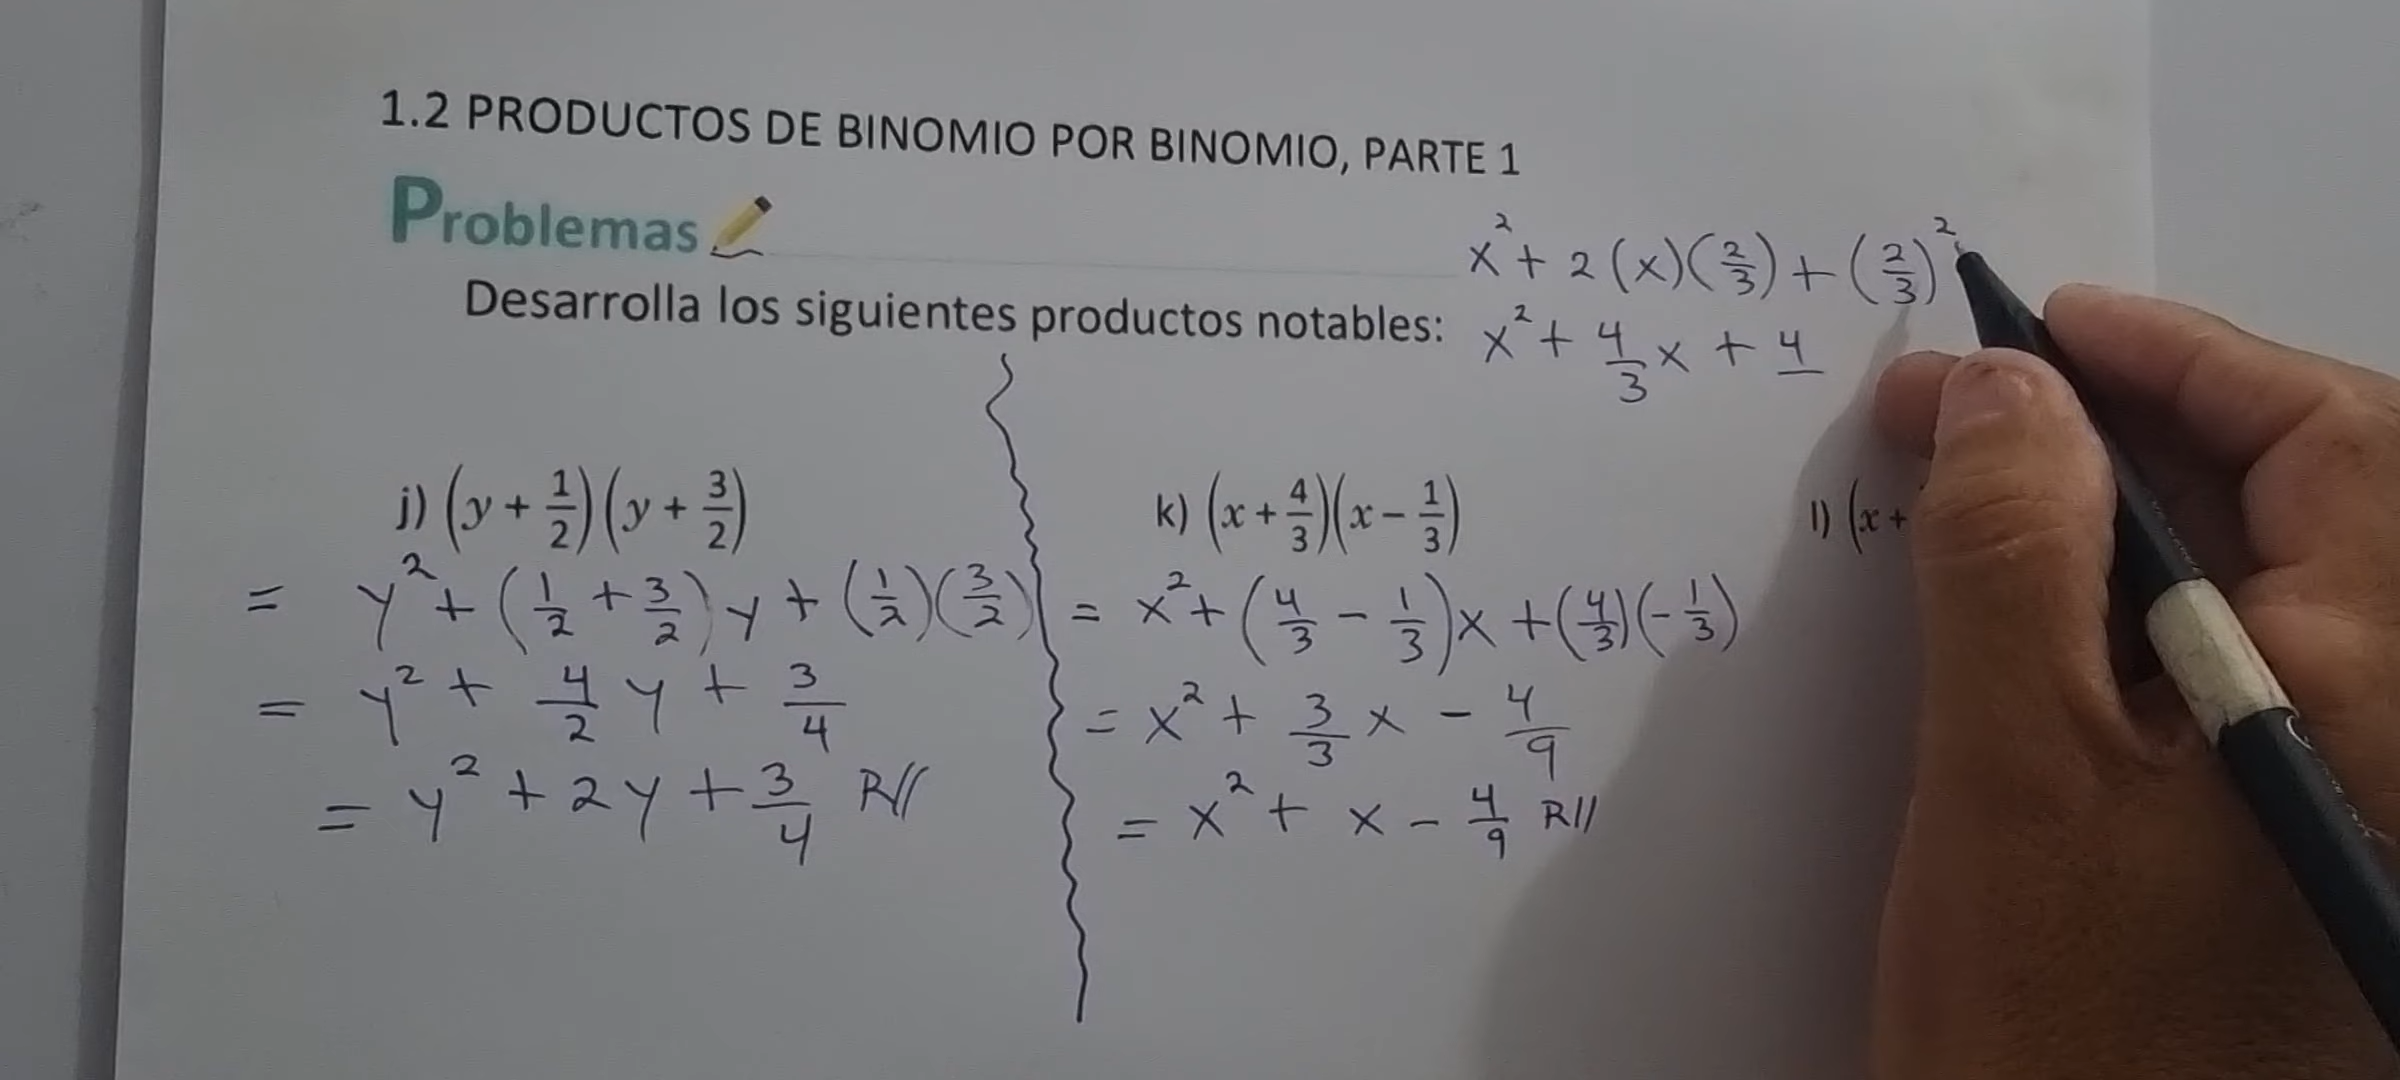 1.2 PRODUCTOS DE BINOMIO POR BINOMIO, PARTE 1
Problemas
x² + 2(x)(2/3) + (2/3)²
Desarrolla los siguientes productos notables:
x² + 4/3 x + 4
j) (y + 1/2)(y + 3/2)
= y² + (1/2 + 3/2)y + (1/2)(3/2)
= y² + 4/2 y + 3/4
= y² + 2y + 3/4 R//
k) (x + 4/3)(x − 1/3)
= x² + (4/3 − 1/3)x + (4/3)(−1/3)
= x² + 3/3 x − 4/9
= x² + x − 4/9 R//
l) (x +